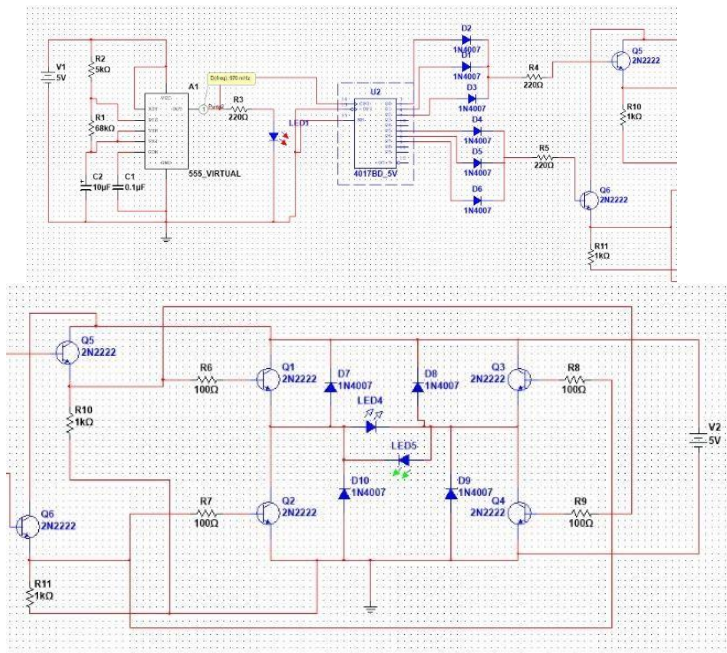 V1
5V
R2
5kΩ
R1
68kΩ
C2
10µF
C1
0.1µF
A1
555_VIRTUAL
R3
220Ω
LED1
U2
4017BD_5V
D2
1N4007
D1
1N4007
D3
1N4007
D4
1N4007
D5
1N4007
D6
1N4007
R4
220Ω
R5
220Ω
Q5
2N2222
R10
1kΩ
Q6
2N2222
R11
1kΩ
Q5
2N2222
R10
1kΩ
Q6
2N2222
R11
1kΩ
R6
100Ω
Q1
2N2222
D7
1N4007
D8
1N4007
Q3
2N2222
R8
100Ω
LED4
LED5
V2
5V
R7
100Ω
Q2
2N2222
D10
1N4007
D9
1N4007
Q4
2N2222
R9
100Ω